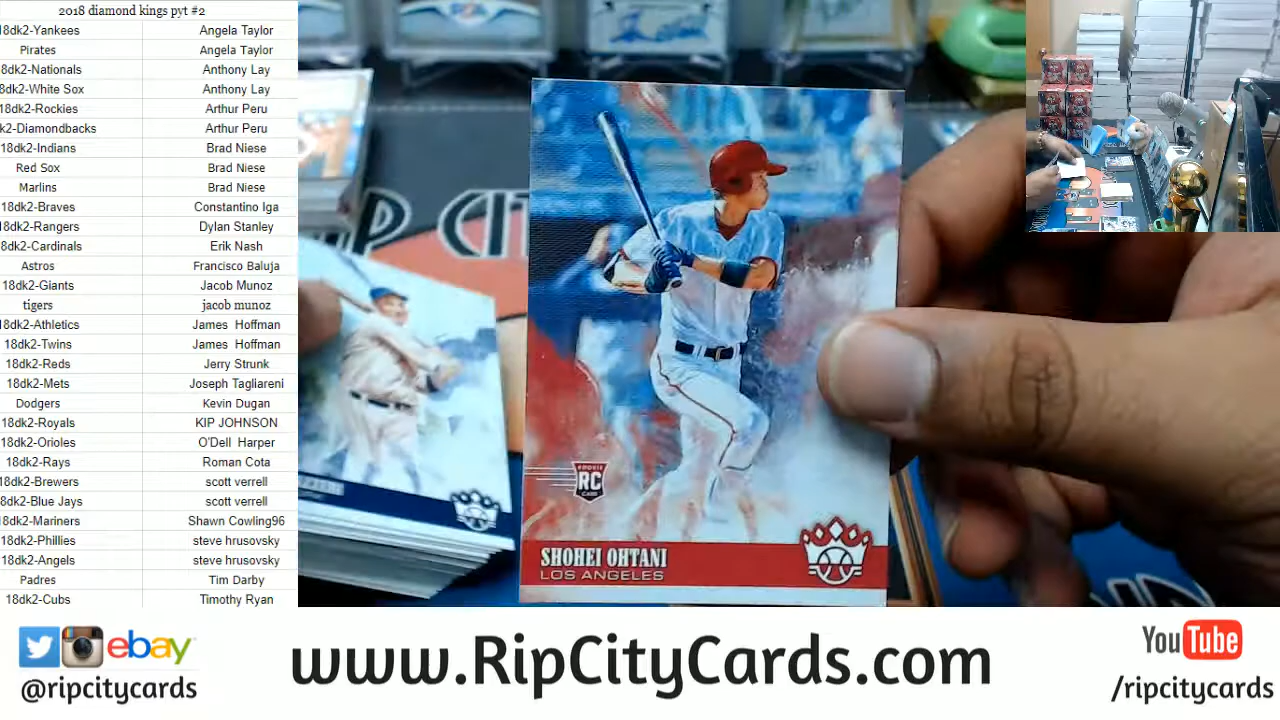 2018 diamond kings pyt #2
18dk2-Yankees Angela Taylor
Pirates Angela Taylor
8dk2-Nationals Anthony Lay
8dk2-White Sox Anthony Lay
18dk2-Rockies Arthur Peru
k2-Diamondbacks Arthur Peru
18dk2-Indians Brad Niese
Red Sox Brad Niese
Marlins Brad Niese
18dk2-Braves Constantino Iga
18dk2-Rangers Dylan Stanley
8dk2-Cardinals Erik Nash
Astros Francisco Baluja
18dk2-Giants Jacob Munoz
tigers jacob munoz
18dk2-Athletics James Hoffman
18dk2-Twins James Hoffman
18dk2-Reds Jerry Strunk
18dk2-Mets Joseph Tagliareni
Dodgers Kevin Dugan
18dk2-Royals KIP JOHNSON
18dk2-Orioles O'Dell Harper
18dk2-Rays Roman Cota
18dk2-Brewers scott verrell
8dk2-Blue Jays scott verrell
8dk2-Mariners Shawn Cowling96
18dk2-Phillies steve hrusovsky
18dk2-Angels steve hrusovsky
Padres Tim Darby
18dk2-Cubs Timothy Ryan
P CIT
ROOKIE
RC
CARD
SHOHEI OHTANI
LOS ANGELES
ebay
@ripcitycards
www.RipCityCards.com
YouTube
/ripcitycards